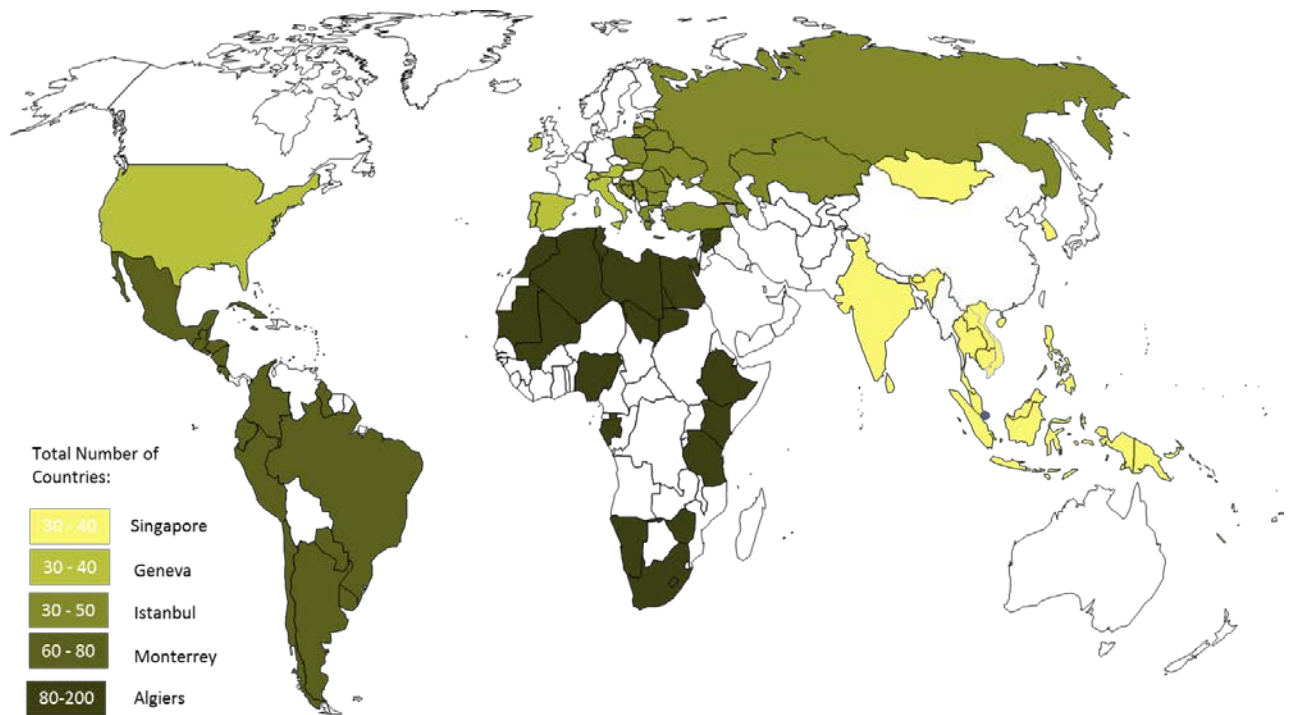 Total Number of
Countries:
30 - 40 Singapore
30 - 40 Geneva
30 - 50 Istanbul
60 - 80 Monterrey
80-200 Algiers